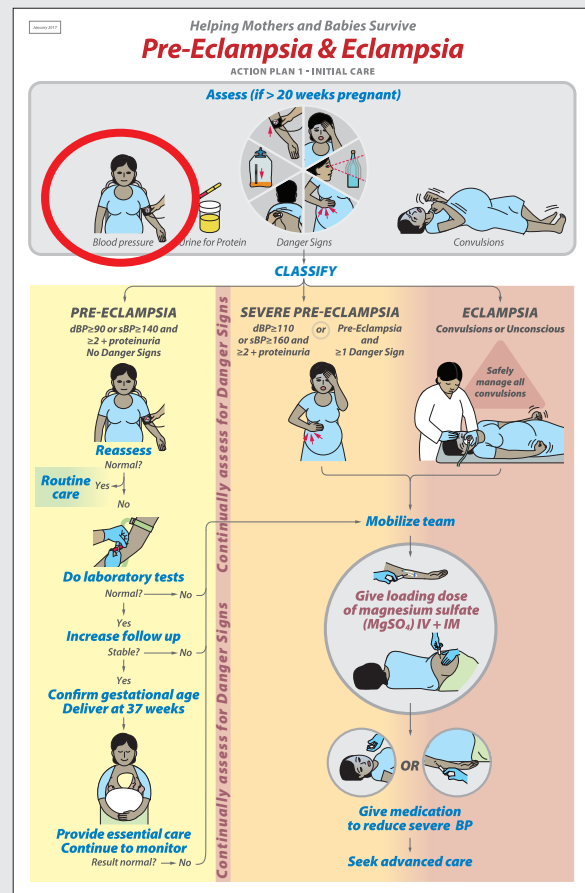 January 2017
Helping Mothers and Babies Survive
Pre-Eclampsia & Eclampsia
ACTION PLAN 1 - INITIAL CARE
Assess (if > 20 weeks pregnant)
Blood pressure
Urine for Protein
Danger Signs
Convulsions
CLASSIFY
PRE-ECLAMPSIA
dBP≥90 or sBP≥140 and
≥2 + proteinuria
No Danger Signs
Reassess
Normal?
Routine
care
Yes
No
Do laboratory tests
Normal?
No
Yes
Increase follow up
Stable?
No
Yes
Confirm gestational age
Deliver at 37 weeks
Provide essential care
Continue to monitor
Result normal?
No
Continually assess for Danger Signs
Continually assess for Danger Signs
SEVERE PRE-ECLAMPSIA
dBP≥110
or sBP≥160 and
≥2 + proteinuria
or
Pre-Eclampsia
and
≥1 Danger Sign
ECLAMPSIA
Convulsions or Unconscious
Safely
manage all
convulsions
Mobilize team
Give loading dose
of magnesium sulfate
(MgSO₄) IV + IM
OR
Give medication
to reduce severe BP
Seek advanced care